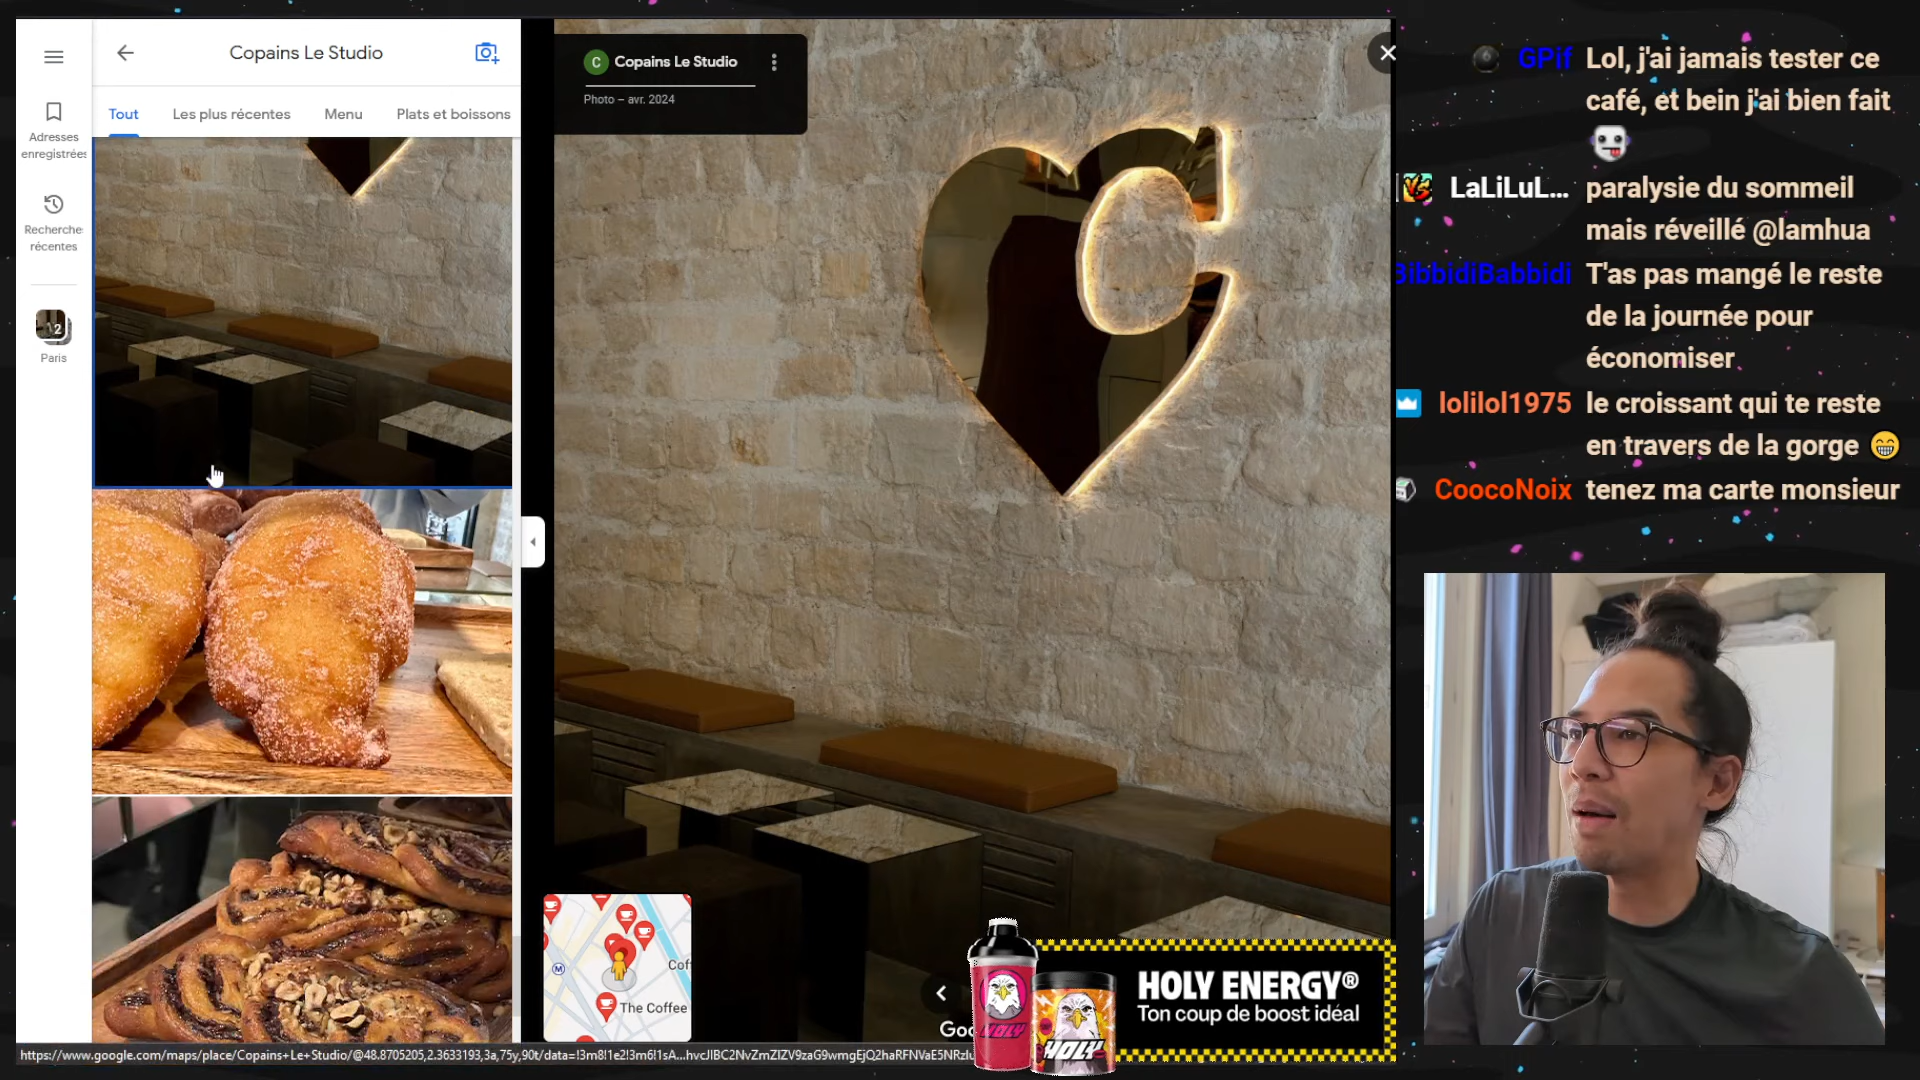 Copains Le Studio
Tout
Les plus récentes
Menu
Plats et boissons
Adresses
enregistrées
Recherche
récentes
2
Paris
C
Copains Le Studio
Photo – avr. 2024
The Coffee
M
HOLY ENERGY®
Ton coup de boost idéal
HOLY
HOLY
https://www.google.com/maps/place/Copains+Le+Studio/@48.8705205,2.3633193,3a,75y,90t/data=!3m8!1e2!3m6!1sA...
GPif Lol, j'ai jamais tester ce
café, et bein j'ai bien fait
LaLiLuL... paralysie du sommeil
mais réveillé @lamhua
BibbidiBabbidi T'as pas mangé le reste
de la journée pour
économiser
lolilol1975 le croissant qui te reste
en travers de la gorge
CoocoNoix tenez ma carte monsieur